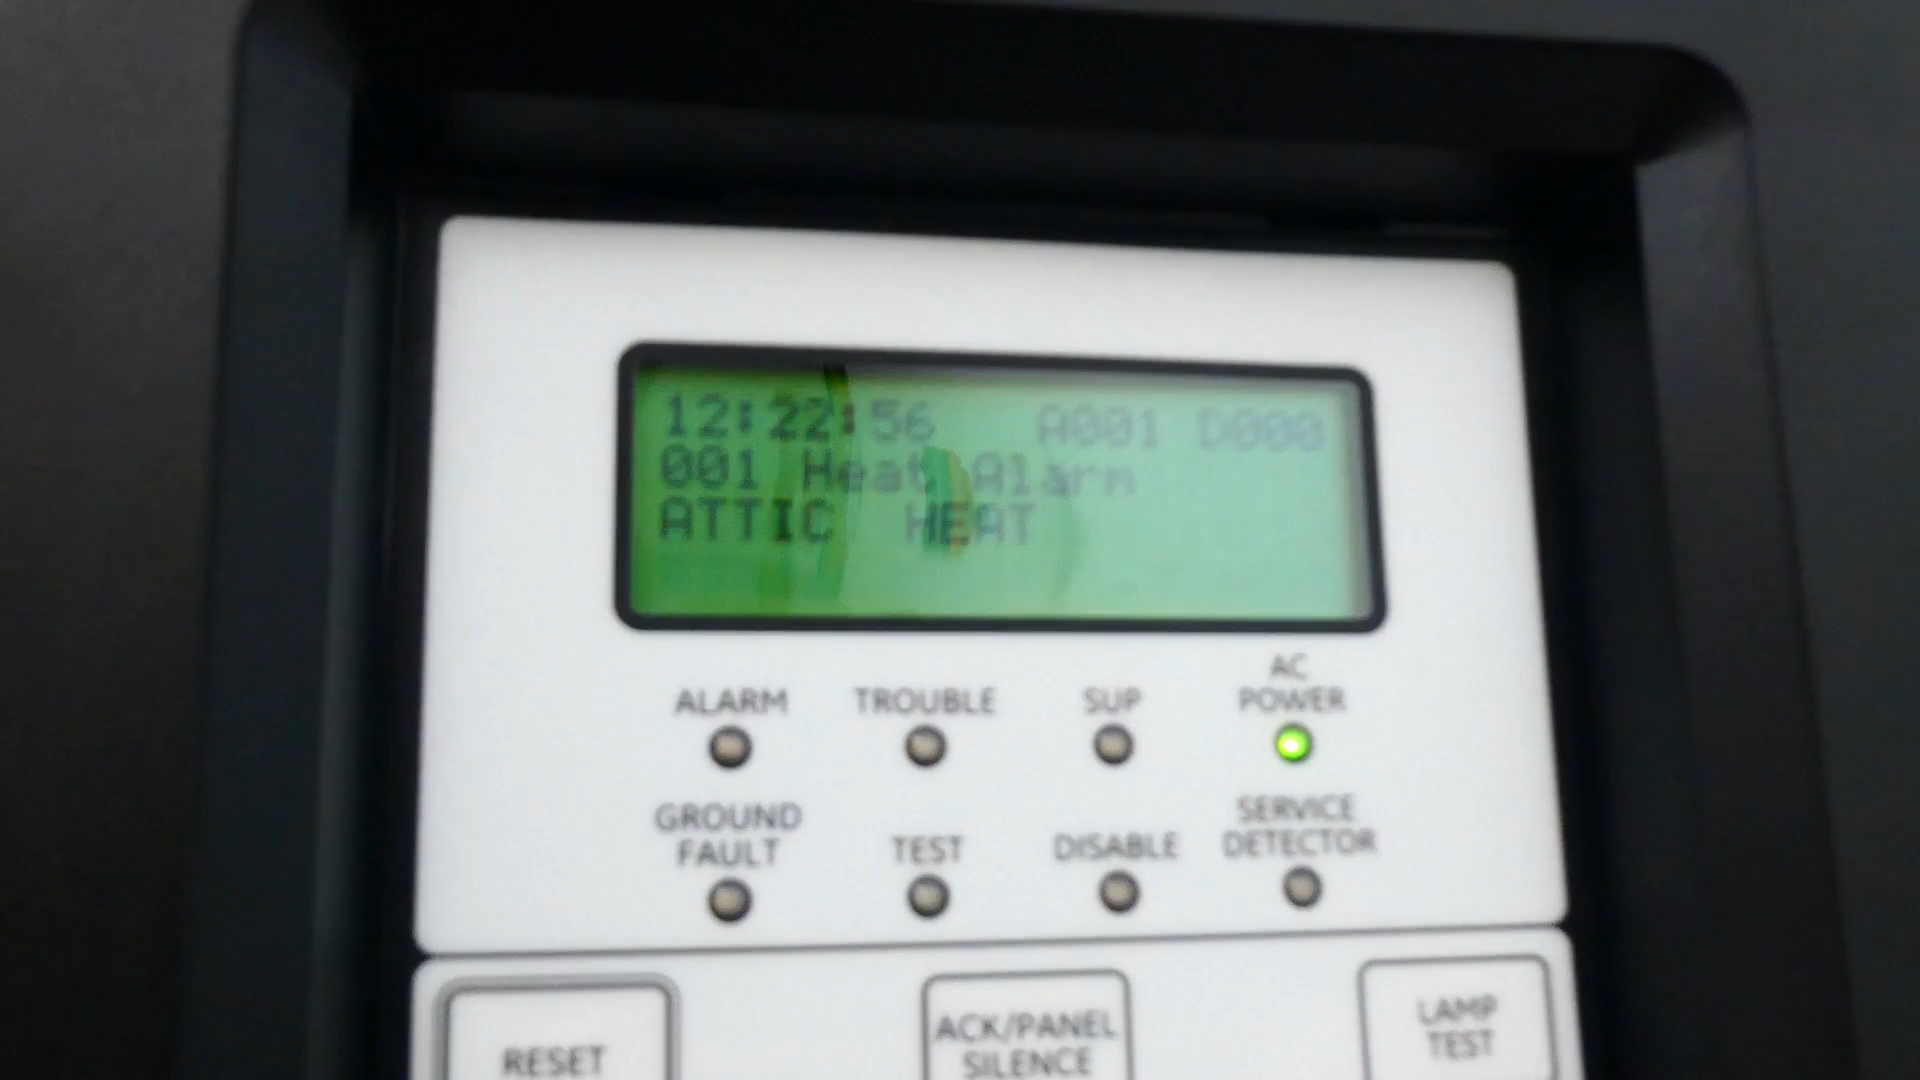 12:22:56 A001 D000
001 Heat Alarm
ATTIC HEAT
ALARM
TROUBLE
SUP
AC
POWER
GROUND
FAULT
TEST
DISABLE
SERVICE
DETECTOR
RESET
ACK/PANEL
SILENCE
LAMP
TEST